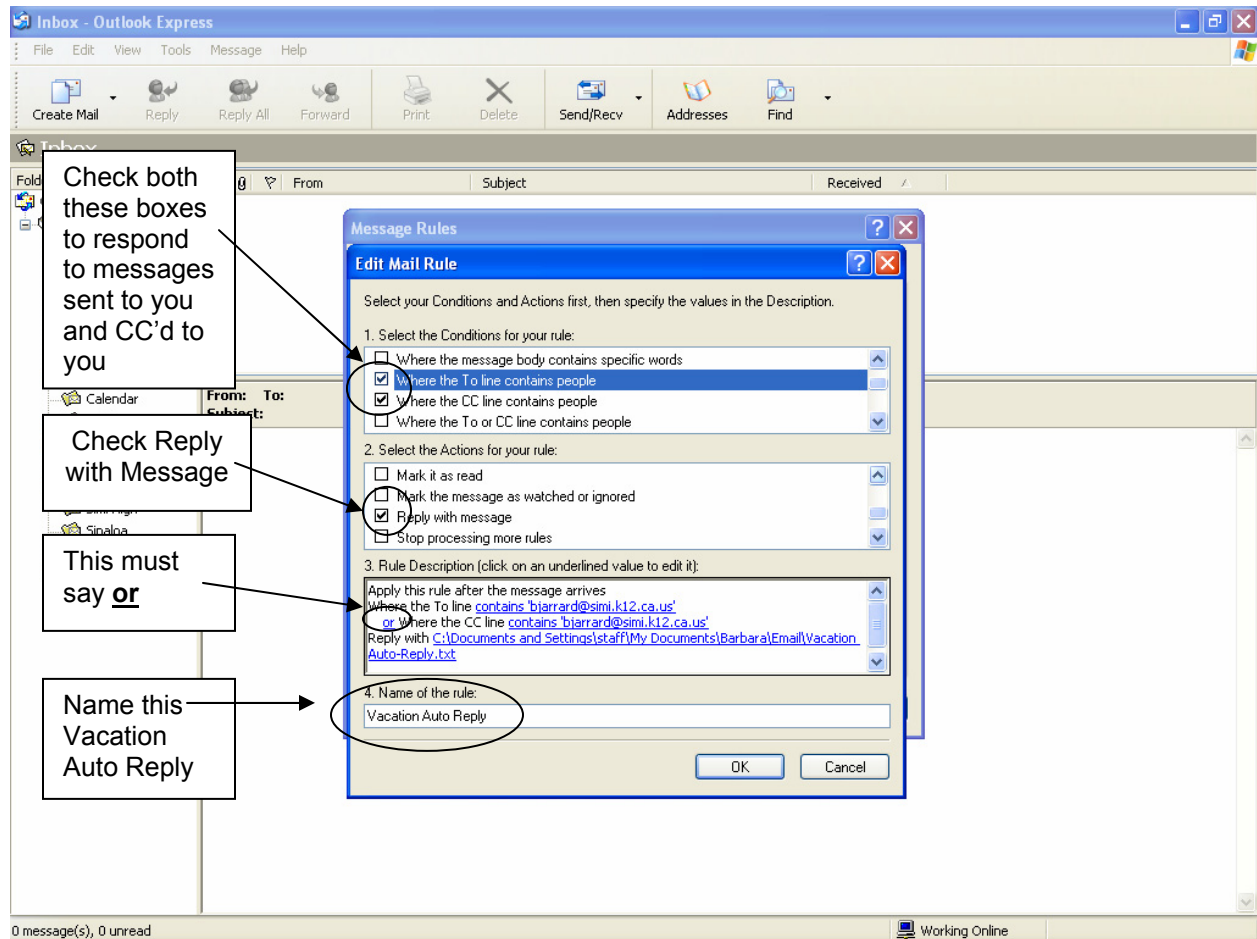 Inbox - Outlook Express
File Edit View Tools Message Help
Create Mail Reply Reply All Forward Print Delete Send/Recv Addresses Find
Inbox
Check both
these boxes
to respond
to messages
sent to you
and CC'd to
you
From Subject Received
Message Rules
Edit Mail Rule
Select your Conditions and Actions first, then specify the values in the Description.
1. Select the Conditions for your rule:
Where the message body contains specific words
Where the To line contains people
Where the CC line contains people
Where the To or CC line contains people
Calendar
From: To:
Subject:
Check Reply
with Message
2. Select the Actions for your rule:
Mark it as read
Mark the message as watched or ignored
Reply with message
Stop processing more rules
Sinaloa
This must
say or
3. Rule Description (click on an underlined value to edit it):
Apply this rule after the message arrives
Where the To line contains 'bjarrard@simi.k12.ca.us'
or Where the CC line contains 'bjarrard@simi.k12.ca.us'
Reply with C:\Documents and Settings\staff\My Documents\Barbara\Email\Vacation
Auto-Reply.txt
Name this
Vacation
Auto Reply
4. Name of the rule:
Vacation Auto Reply
OK Cancel
0 message(s), 0 unread
Working Online